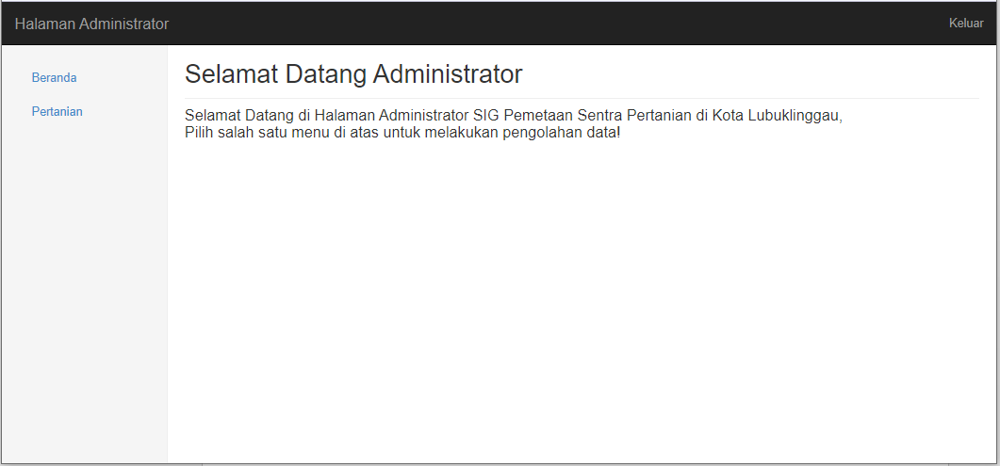 Halaman Administrator
Keluar
Beranda
Pertanian
Selamat Datang Administrator
Selamat Datang di Halaman Administrator SIG Pemetaan Sentra Pertanian di Kota Lubuklinggau,
Pilih salah satu menu di atas untuk melakukan pengolahan data!